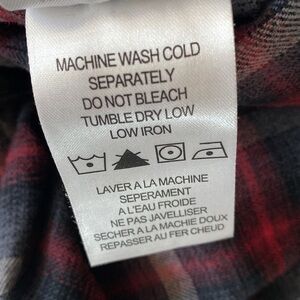 MACHINE WASH COLD
SEPARATELY
DO NOT BLEACH
TUMBLE DRY LOW
LOW IRON
LAVER A LA MACHINE
SEPERAMENT
A L'EAU FROIDE
NE PAS JAVELLISER
SECHER A LA MACHIE DOUX
REPASSER AU FER CHEUD